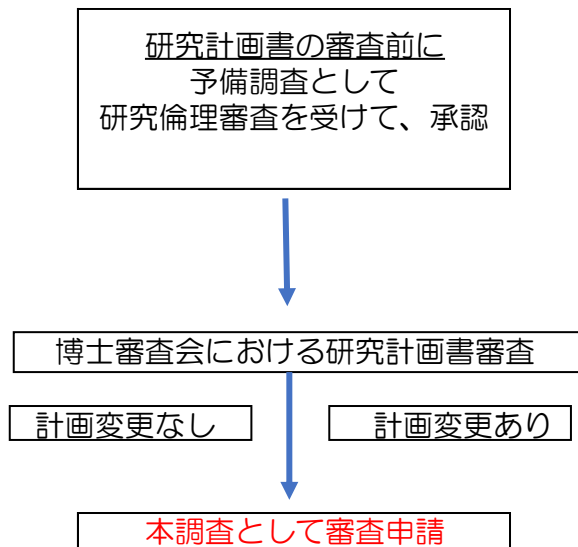 研究計画書の審査前に
予備調査として
研究倫理審査を受けて、承認
博士審査会における研究計画書審査
計画変更なし
計画変更あり
本調査として審査申請